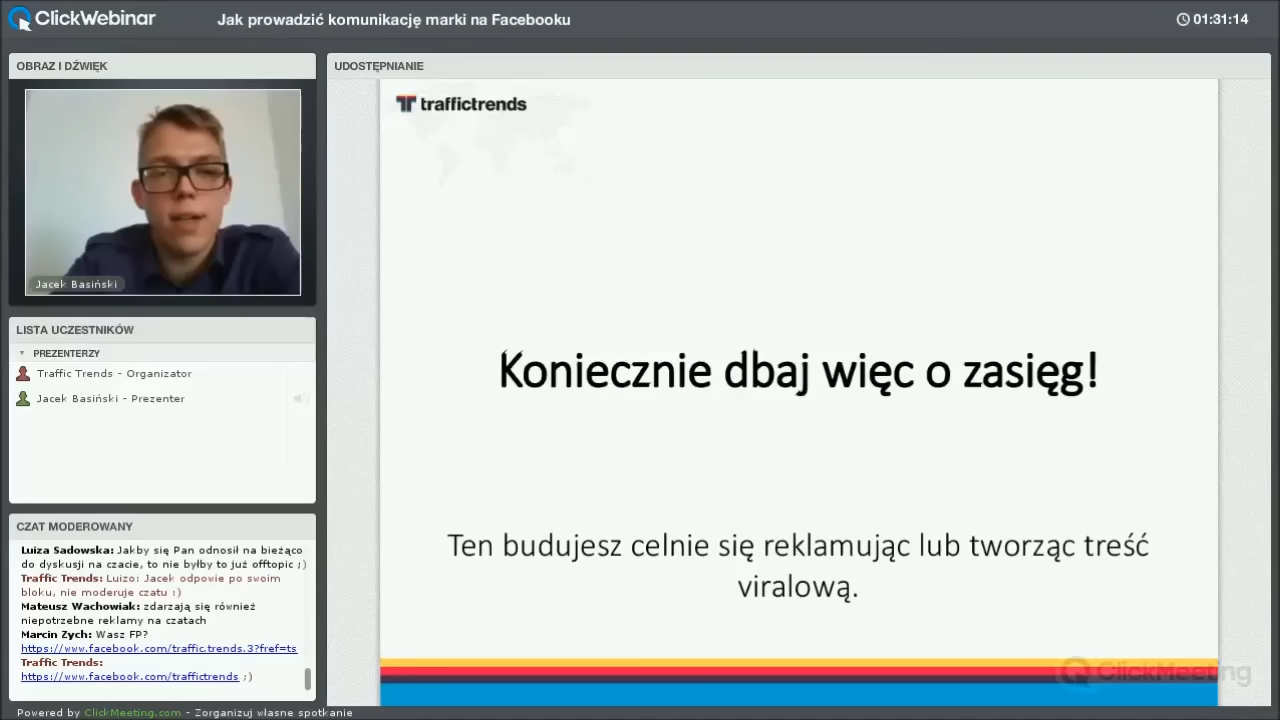 ClickWebinar
Jak prowadzić komunikację marki na Facebooku
01:31:14
OBRAZ I DŹWIĘK
Jacek Basiński
LISTA UCZESTNIKÓW
PREZENTERZY
Traffic Trends - Organizator
Jacek Basiński - Prezenter
CZAT MODEROWANY
Luiza Sadowska: Jakby się Pan odnosił na bieżąco
do dyskusji na czacie, to nie byłby to już offtopic ;)
Traffic Trends: Luizo: Jacek odpowie po swoim
bloku, nie moderuje czatu :)
Mateusz Wachowiak: zdarzają się również
niepotrzebne reklamy na czatach
Marcin Zych: Wasz FP?
https://www.facebook.com/traffic.trends.3?fref=ts
Traffic Trends:
https://www.facebook.com/traffictrends ;)
UDOSTĘPNIANIE
traffictrends
Koniecznie dbaj więc o zasięg!
Ten budujesz celnie się reklamując lub tworząc treść
viralową.
ClickMeeting
Powered by ClickMeeting.com - Zorganizuj własne spotkanie